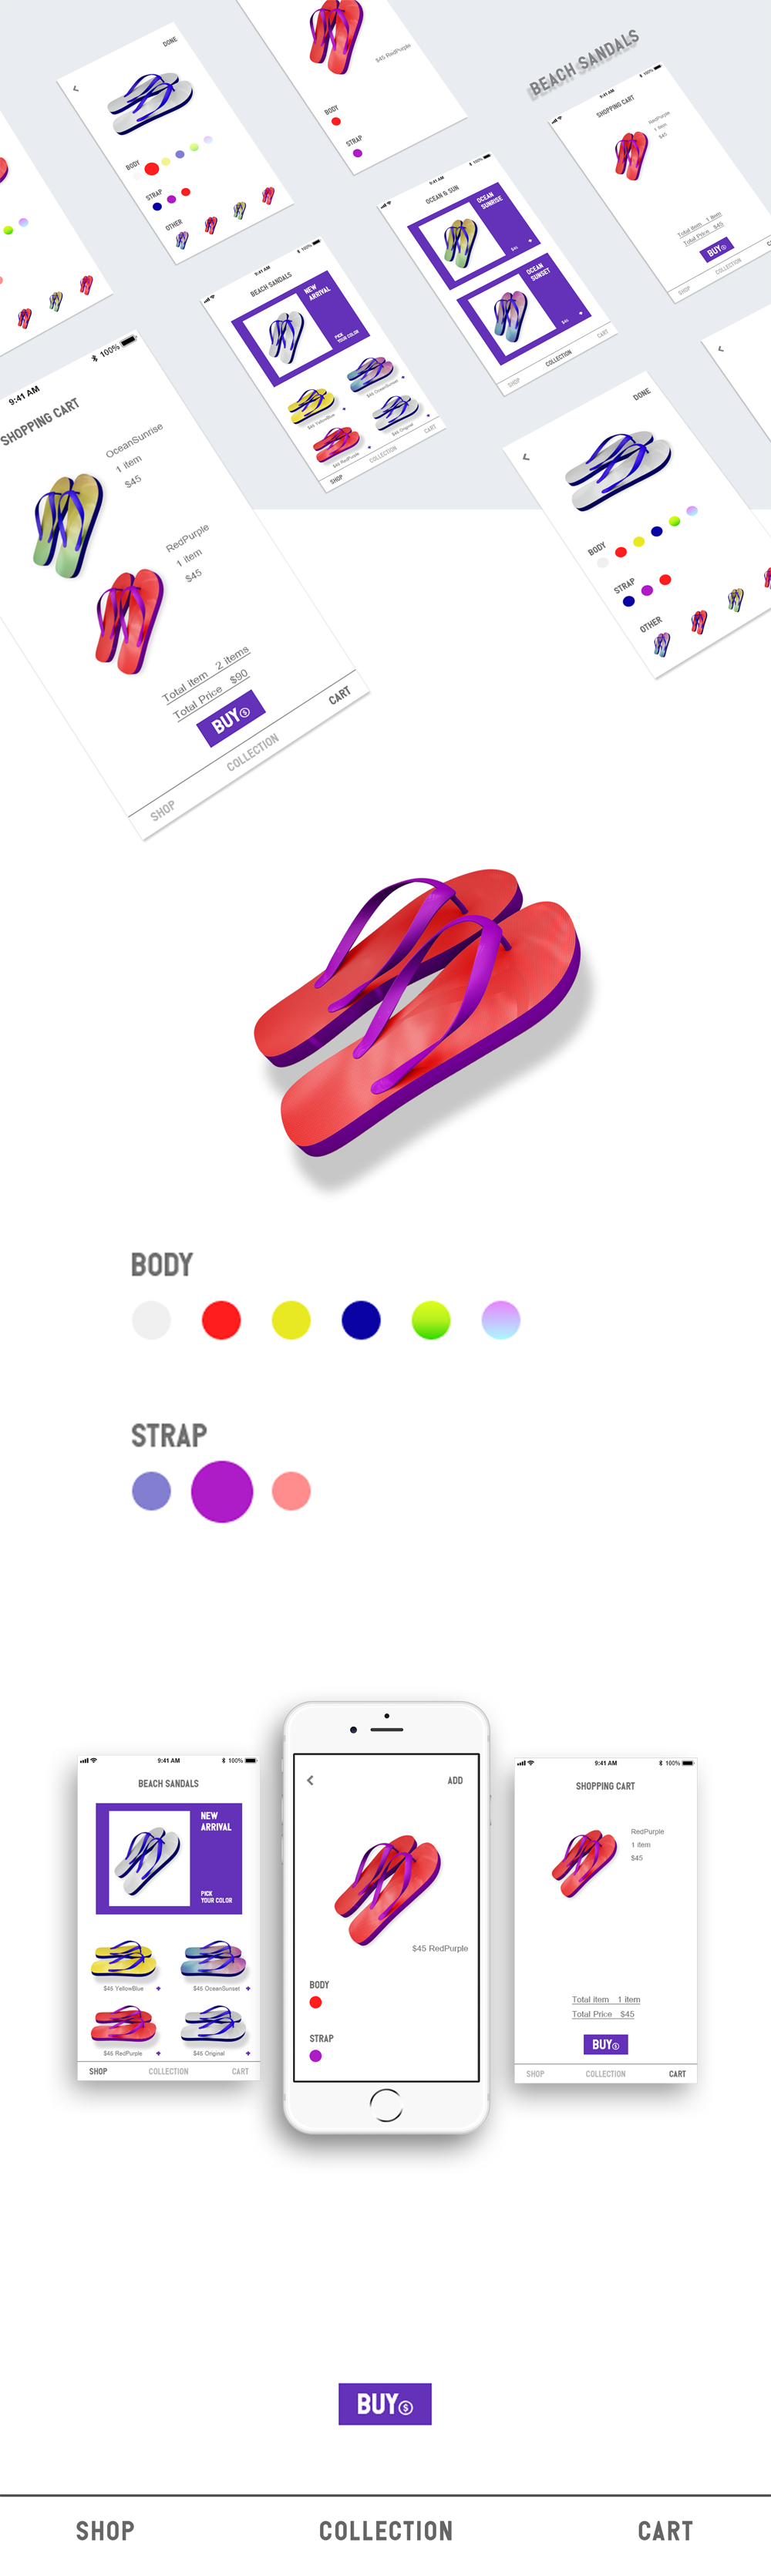 DONE
BODY
STRAP
OTHER
$45 RedPurple
BODY
STRAP
BEACH SANDALS
9:41 AM
100%
SHOPPING CART
RedPurple
1 item
$45
Total item 1 item
Total Price $45
BUY
SHOP
COLLECTION
CART
9:41 AM
100%
OCEAN & SUN
OCEAN
SUNRISE
$45
OCEAN
SUNSET
$45
SHOP
COLLECTION
CART
9:41 AM
100%
BEACH SANDALS
NEW
ARRIVAL
PICK
YOUR COLOR
$45 YellowBlue
$45 OceanSunset
$45 RedPurple
$45 Original
SHOP
COLLECTION
CART
9:41 AM
100%
SHOPPING CART
OceanSunrise
1 item
$45
RedPurple
1 item
$45
Total item 2 items
Total Price $90
BUY$
SHOP
COLLECTION
CART
DONE
BODY
STRAP
OTHER
BODY
STRAP
9:41 AM
100%
BEACH SANDALS
NEW
ARRIVAL
PICK
YOUR COLOR
$45 YellowBlue
$45 OceanSunset
$45 RedPurple
$45 Original
SHOP COLLECTION CART
ADD
$45 RedPurple
BODY
STRAP
9:41 AM
100%
SHOPPING CART
RedPurple
1 item
$45
Total item 1 item
Total Price $45
BUY$
SHOP COLLECTION CART
BUY$
SHOP COLLECTION CART